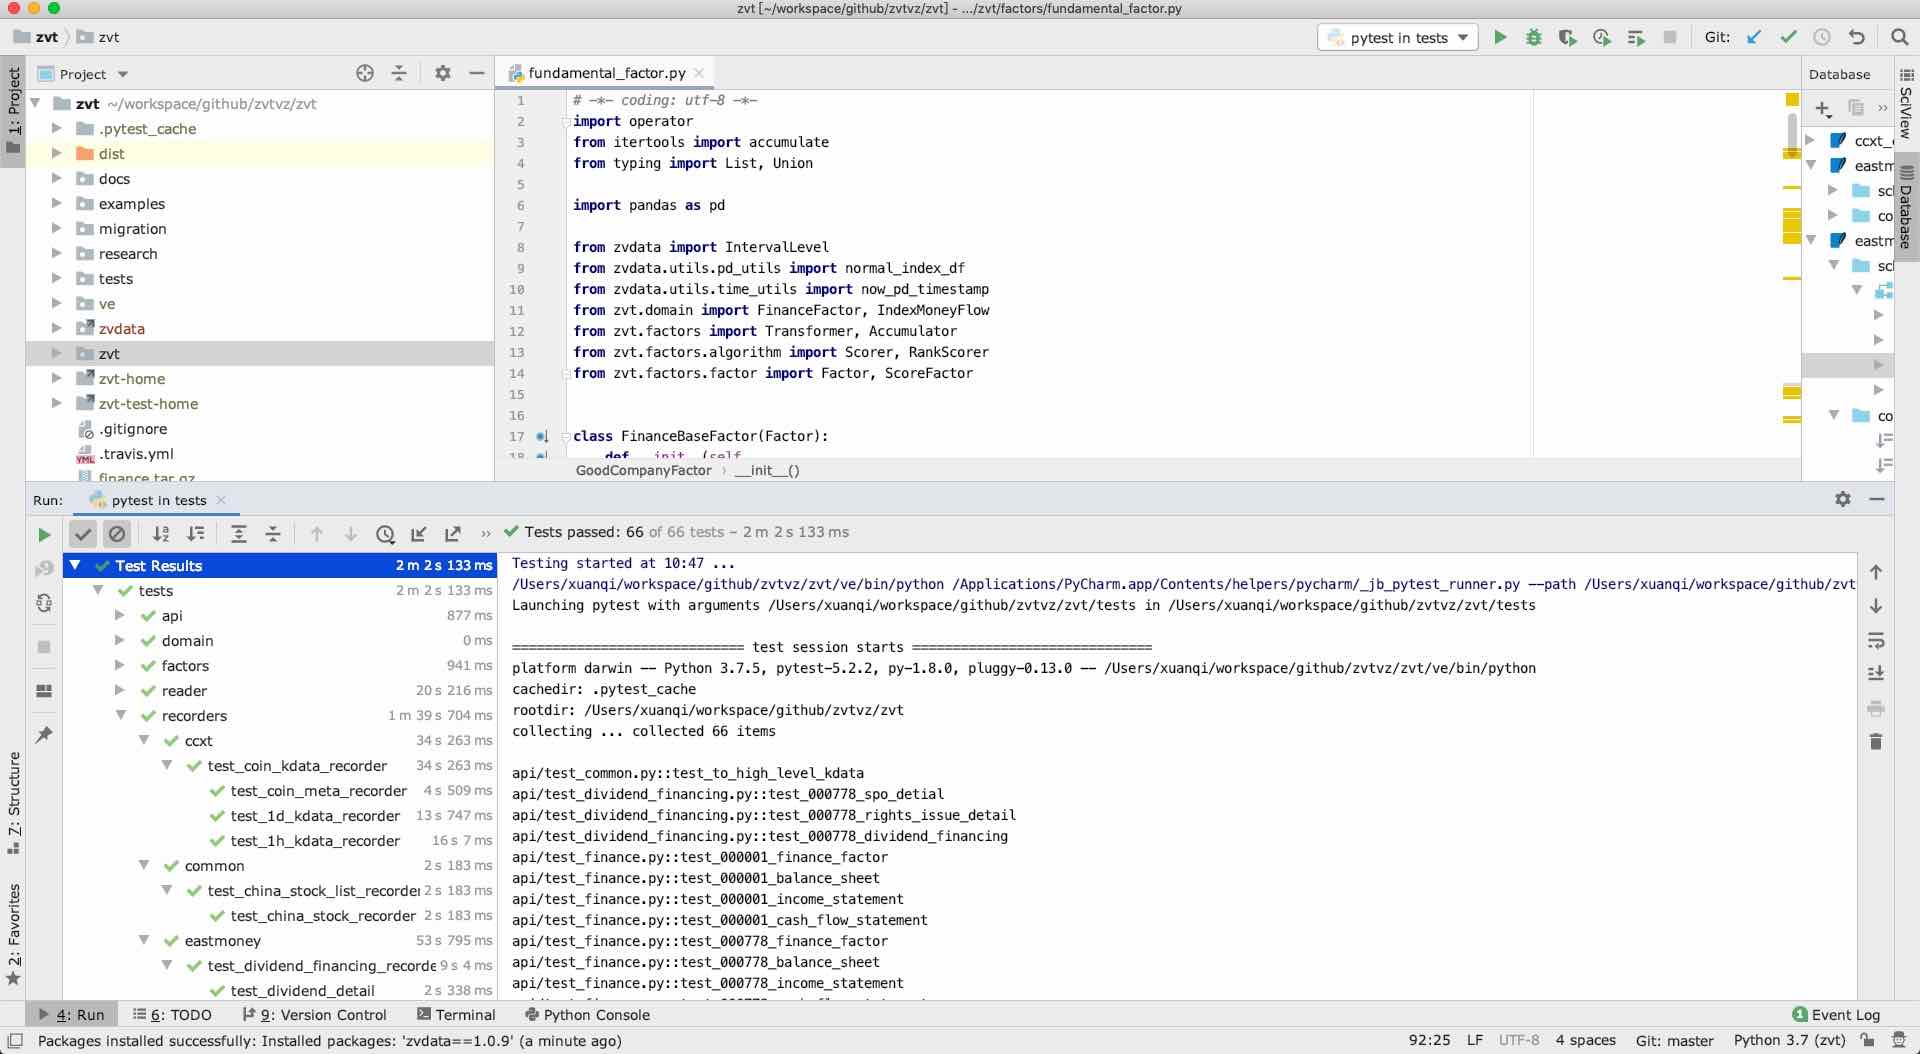 zvt [~/workspace/github/zvtvz/zvt] - .../zvt/factors/fundamental_factor.py
zvt
zvt
pytest in tests
Git:
1: Project
Project
zvt ~/workspace/github/zvtvz/zvt
.pytest_cache
dist
docs
examples
migration
research
tests
ve
zvdata
zvt
zvt-home
zvt-test-home
.gitignore
.travis.yml
finance.tar.gz
fundamental_factor.py
1 # -*- coding: utf-8 -*-
2 import operator
3 from itertools import accumulate
4 from typing import List, Union
5
6 import pandas as pd
7
8 from zvdata import IntervalLevel
9 from zvdata.utils.pd_utils import normal_index_df
10 from zvdata.utils.time_utils import now_pd_timestamp
11 from zvt.domain import FinanceFactor, IndexMoneyFlow
12 from zvt.factors import Transformer, Accumulator
13 from zvt.factors.algorithm import Scorer, RankScorer
14 from zvt.factors.factor import Factor, ScoreFactor
15
16
17 class FinanceBaseFactor(Factor):
18 def __init__(self
GoodCompanyFactor › __init__()
Database
ccxt_
eastm
sc
co
eastm
sc
co
SciView
Database
Run: pytest in tests
Tests passed: 66 of 66 tests – 2 m 2 s 133 ms
Test Results 2 m 2 s 133 ms
tests 2 m 2 s 133 ms
api 877 ms
domain 0 ms
factors 941 ms
reader 20 s 216 ms
recorders 1 m 39 s 704 ms
ccxt 34 s 263 ms
test_coin_kdata_recorder 34 s 263 ms
test_coin_meta_recorder 4 s 509 ms
test_1d_kdata_recorder 13 s 747 ms
test_1h_kdata_recorder 16 s 7 ms
common 2 s 183 ms
test_china_stock_list_recorder 2 s 183 ms
test_china_stock_recorder 2 s 183 ms
eastmoney 53 s 795 ms
test_dividend_financing_recorde 9 s 4 ms
test_dividend_detail 2 s 338 ms
Testing started at 10:47 ...
/Users/xuanqi/workspace/github/zvtvz/zvt/ve/bin/python /Applications/PyCharm.app/Contents/helpers/pycharm/_jb_pytest_runner.py --path /Users/xuanqi/workspace/github/zvt
Launching pytest with arguments /Users/xuanqi/workspace/github/zvtvz/zvt/tests in /Users/xuanqi/workspace/github/zvtvz/zvt/tests
============================= test session starts ==============================
platform darwin -- Python 3.7.5, pytest-5.2.2, py-1.8.0, pluggy-0.13.0 -- /Users/xuanqi/workspace/github/zvtvz/zvt/ve/bin/python
cachedir: .pytest_cache
rootdir: /Users/xuanqi/workspace/github/zvtvz/zvt
collecting ... collected 66 items
api/test_common.py::test_to_high_level_kdata
api/test_dividend_financing.py::test_000778_spo_detial
api/test_dividend_financing.py::test_000778_rights_issue_detail
api/test_dividend_financing.py::test_000778_dividend_financing
api/test_finance.py::test_000001_finance_factor
api/test_finance.py::test_000001_balance_sheet
api/test_finance.py::test_000001_income_statement
api/test_finance.py::test_000001_cash_flow_statement
api/test_finance.py::test_000778_finance_factor
api/test_finance.py::test_000778_balance_sheet
api/test_finance.py::test_000778_income_statement
7: Structure
2: Favorites
4: Run
6: TODO
9: Version Control
Terminal
Python Console
1 Event Log
Packages installed successfully: Installed packages: 'zvdata==1.0.9' (a minute ago)
92:25 LF UTF-8 4 spaces Git: master Python 3.7 (zvt)